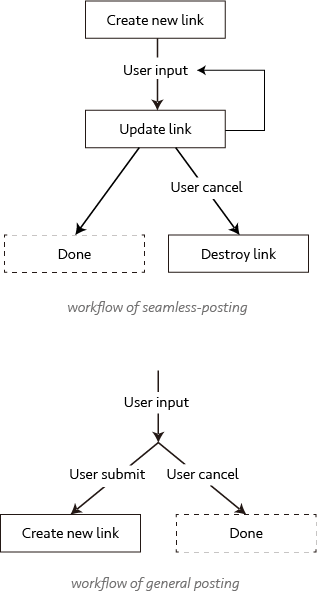 Create new link
User input
Update link
User cancel
Done
Destroy link
workflow of seamless-posting
User input
User submit
User cancel
Create new link
Done
workflow of general posting